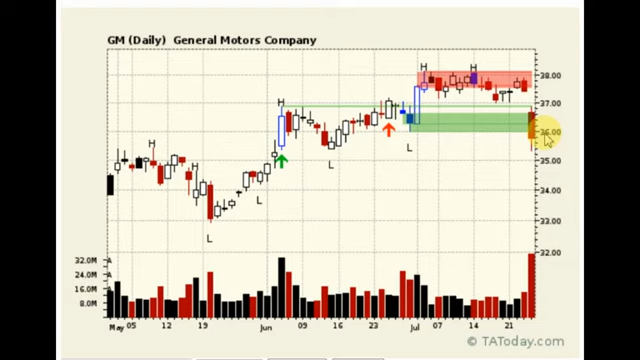 GM (Daily) General Motors Company
H
H
H
H
H
L
L
L
L
38.00
37.00
36.00
35.00
34.00
33.00
32.00
32.0M
24.0M
16.0M
8.0M
A
A
A
May 05 12 19 Jun 09 16 23 Jul 07 14 21
© TAToday.com